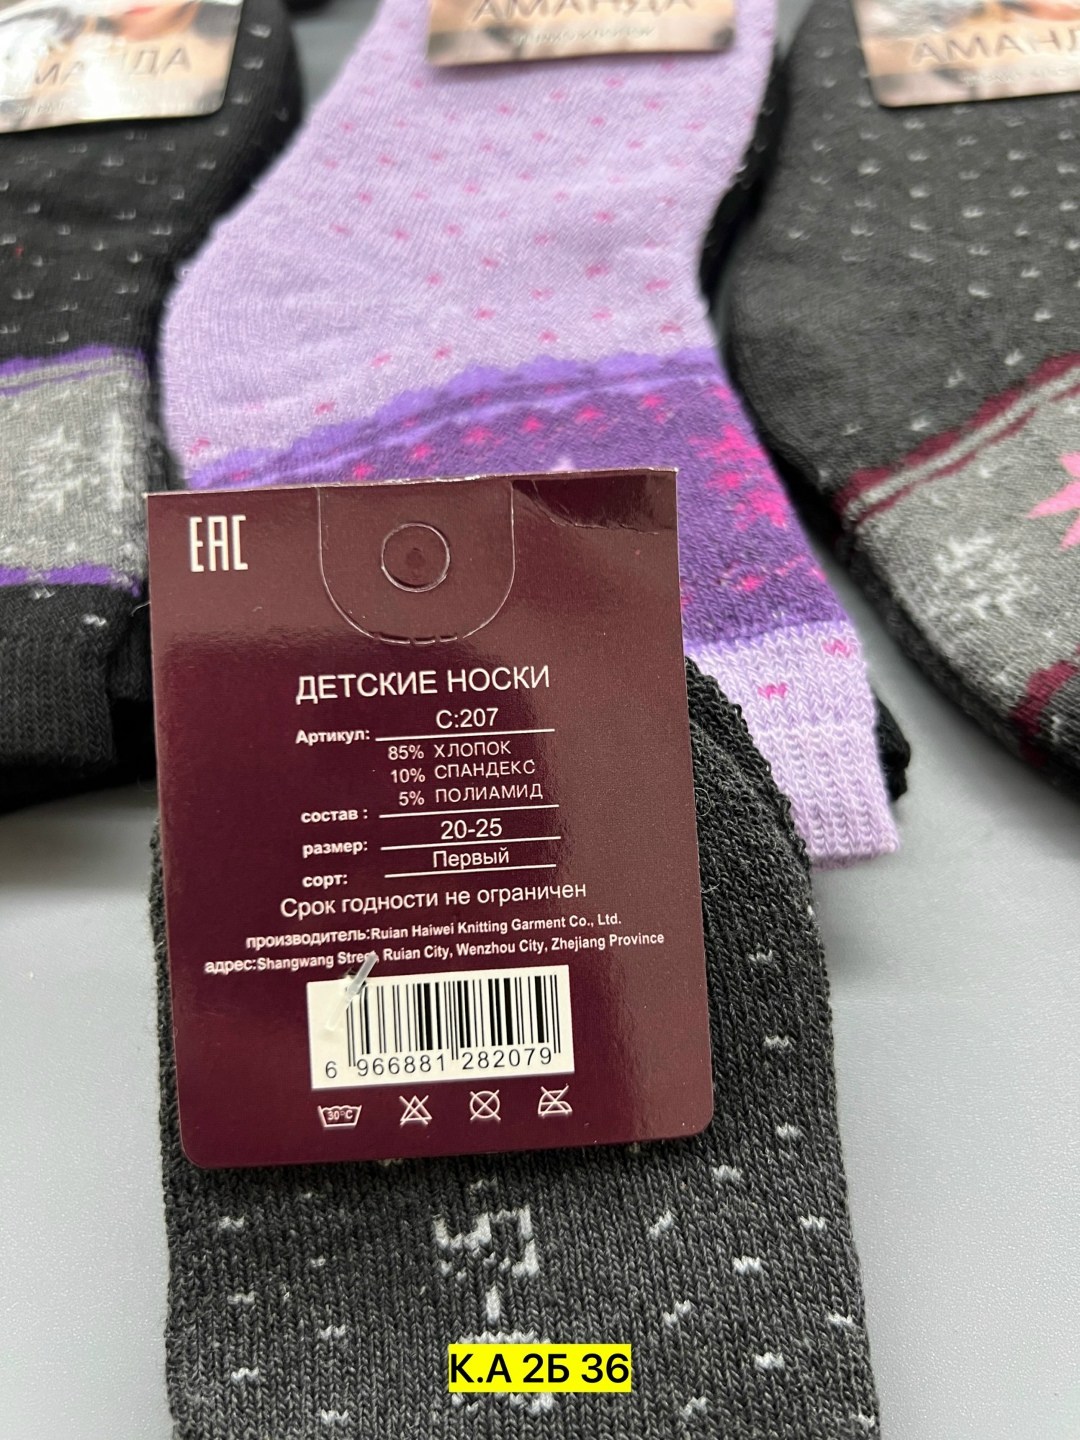 АМАНДА
АМАНДА
EAC
ДЕТСКИЕ НОСКИ
Артикул: C:207
85% ХЛОПОК
10% СПАНДЕКС
5% ПОЛИАМИД
состав :
размер: 20-25
сорт: Первый
Срок годности не ограничен
производитель:Ruian Haiwei Knitting Garment Co., Ltd.
адрес:Shangwang Street, Ruian City, Wenzhou City, Zhejiang Province
6 966881 282079
30°C
К.А 2Б 36